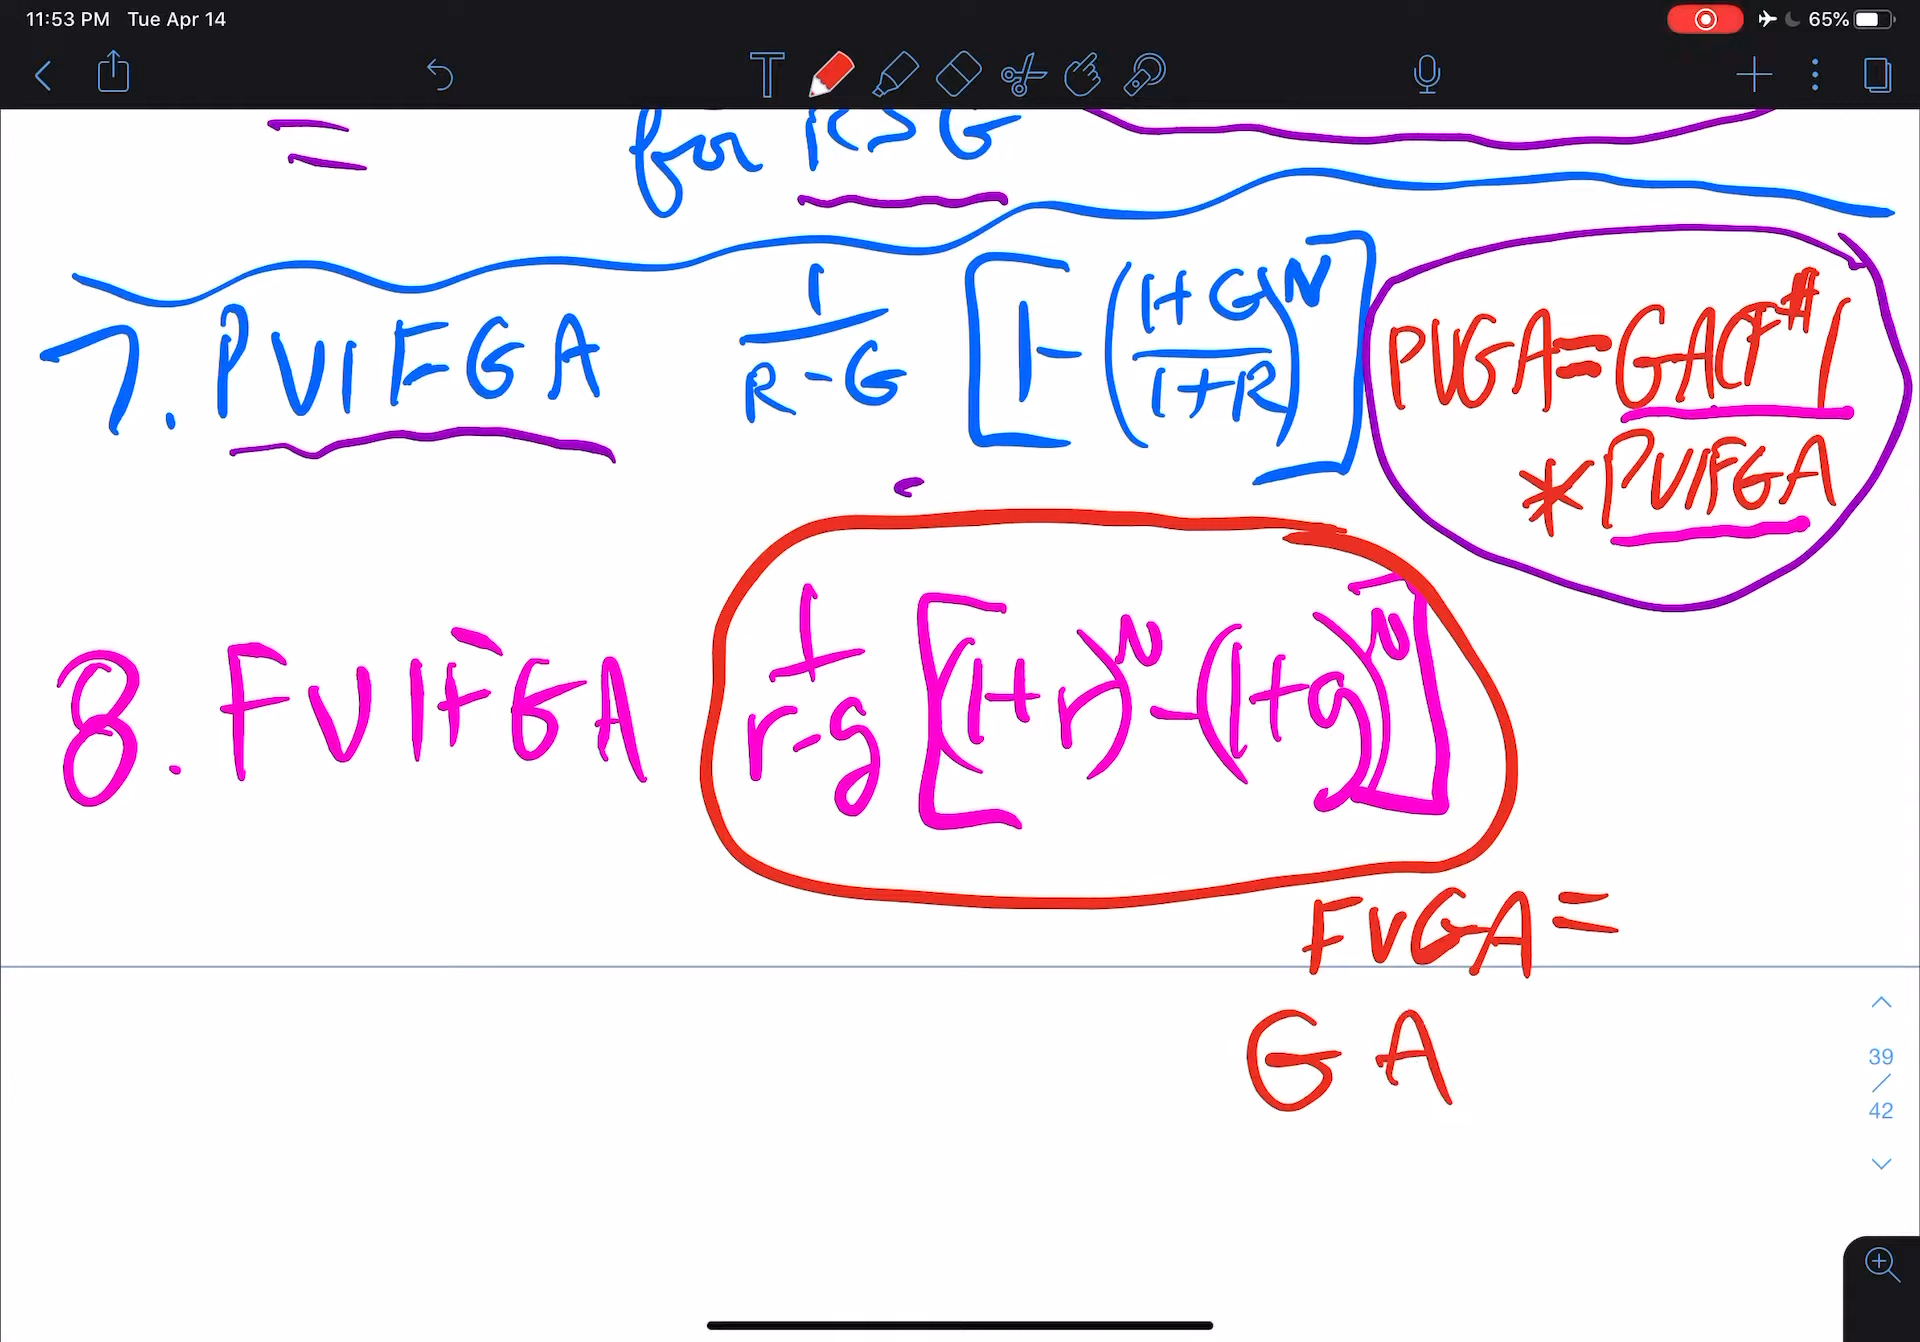 11:53 PM Tue Apr 14 65%
T
for RSG
7. PVIFGA 1/(R-G) [1-((1+G)/(1+R))^N] PVGA=GACF#1
*PVIFGA
8. FVIFGA 1/(r-g) [(1+r)^N-(1+g)^N]
FVGA=
GA
39
/
42